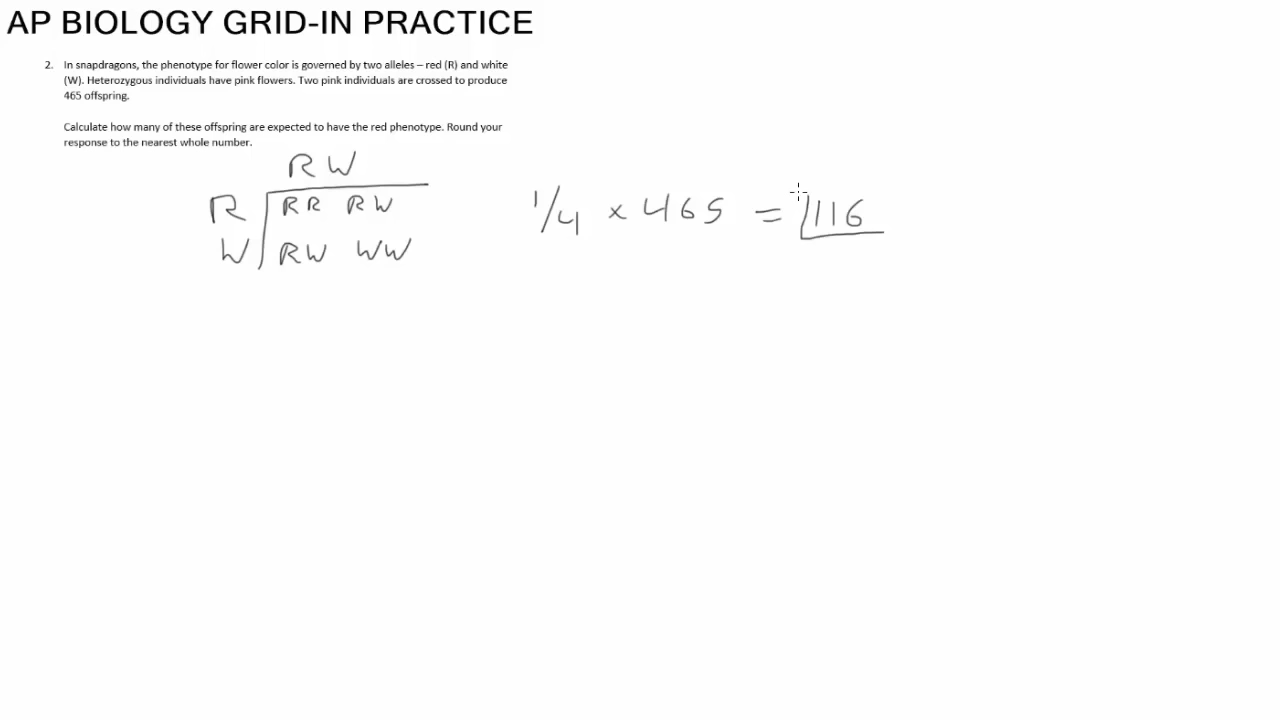 AP BIOLOGY GRID-IN PRACTICE
2. In snapdragons, the phenotype for flower color is governed by two alleles – red (R) and white
(W). Heterozygous individuals have pink flowers. Two pink individuals are crossed to produce
465 offspring.
Calculate how many of these offspring are expected to have the red phenotype. Round your
response to the nearest whole number.
R W
R RR RW
W RW WW
1/4 x 465 = 116